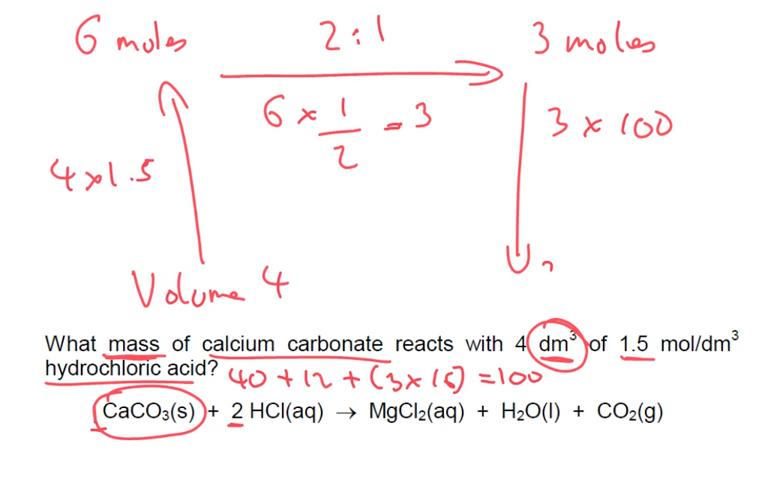 6 moles 2:1 3 moles
6 × 1/2 = 3 3 × 100
4×1.5
Volume 4 ?
What mass of calcium carbonate reacts with 4 dm³ of 1.5 mol/dm³
hydrochloric acid? 40 + 12 + (3×16) = 100
CaCO₃(s) + 2 HCl(aq) → MgCl₂(aq) + H₂O(l) + CO₂(g)